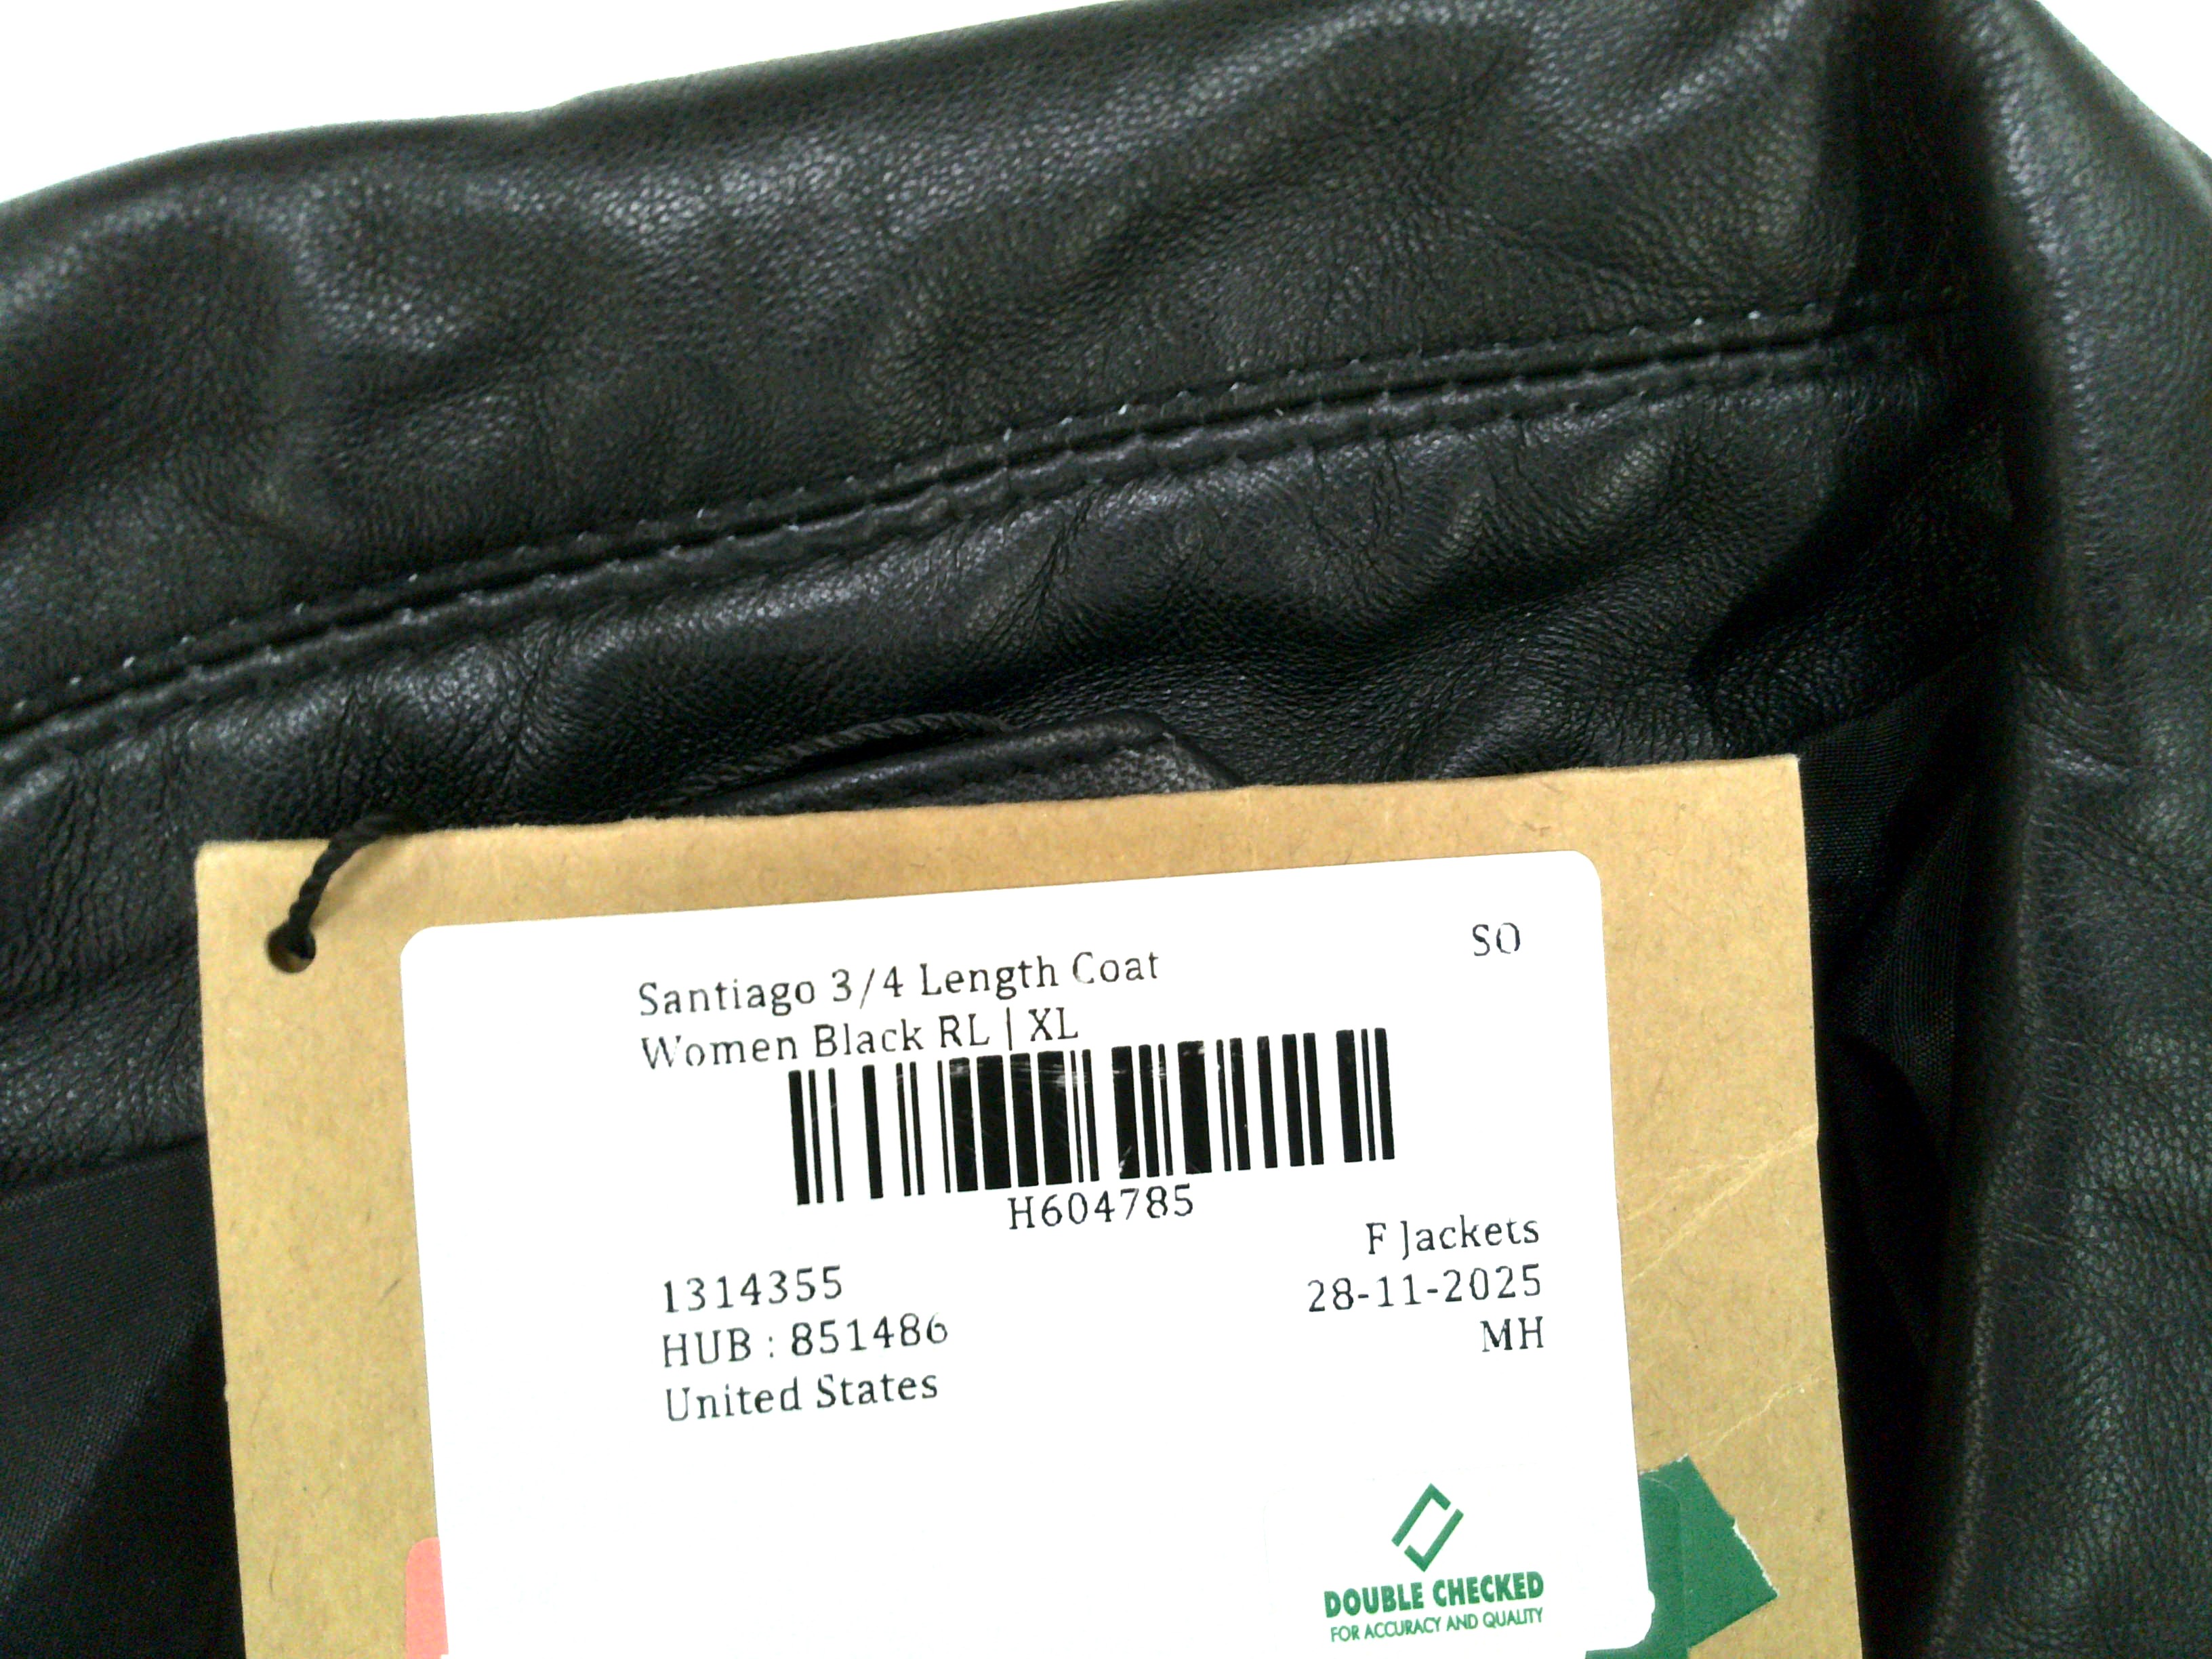 SO
Santiago 3/4 Length Coat
Women Black RL | XL
H604785
F Jackets
1314355
28-11-2025
HUB : 851486
MH
United States
DOUBLE CHECKED
FOR ACCURACY AND QUALITY